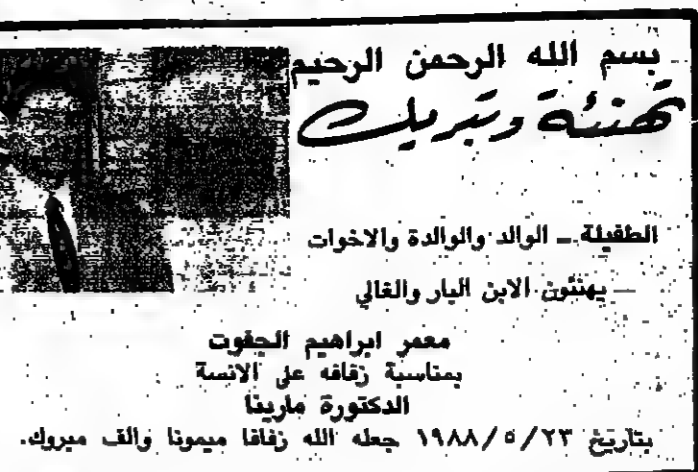 بسم الله الرحمن الرحيم
تهنئة وتبريك
الطفيلة - الوالد والوالدة والاخوات
- يهنئون الابن البار والغالي
معمر ابراهيم الجقوت
بمناسبة زفافه على الانسة
الدكتورة مارينا
بتاريخ ١٩٨٨/٥/٢٣ جعله الله زفافا ميمونا والف مبروك.